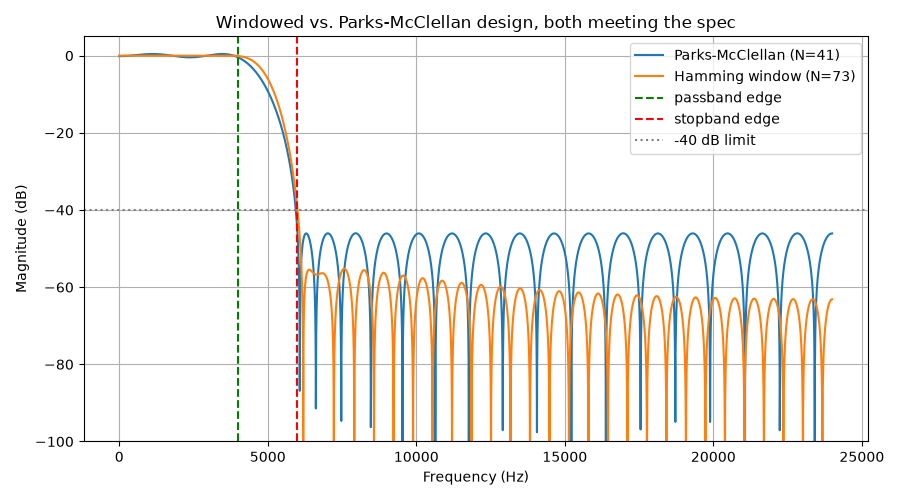 Windowed vs. Parks-McClellan design, both meeting the spec
Parks-McClellan (N=41)
Hamming window (N=73)
passband edge
stopband edge
-40 dB limit
Magnitude (dB)
0
−20
−40
−60
−80
−100
0 5000 10000 15000 20000 25000
Frequency (Hz)